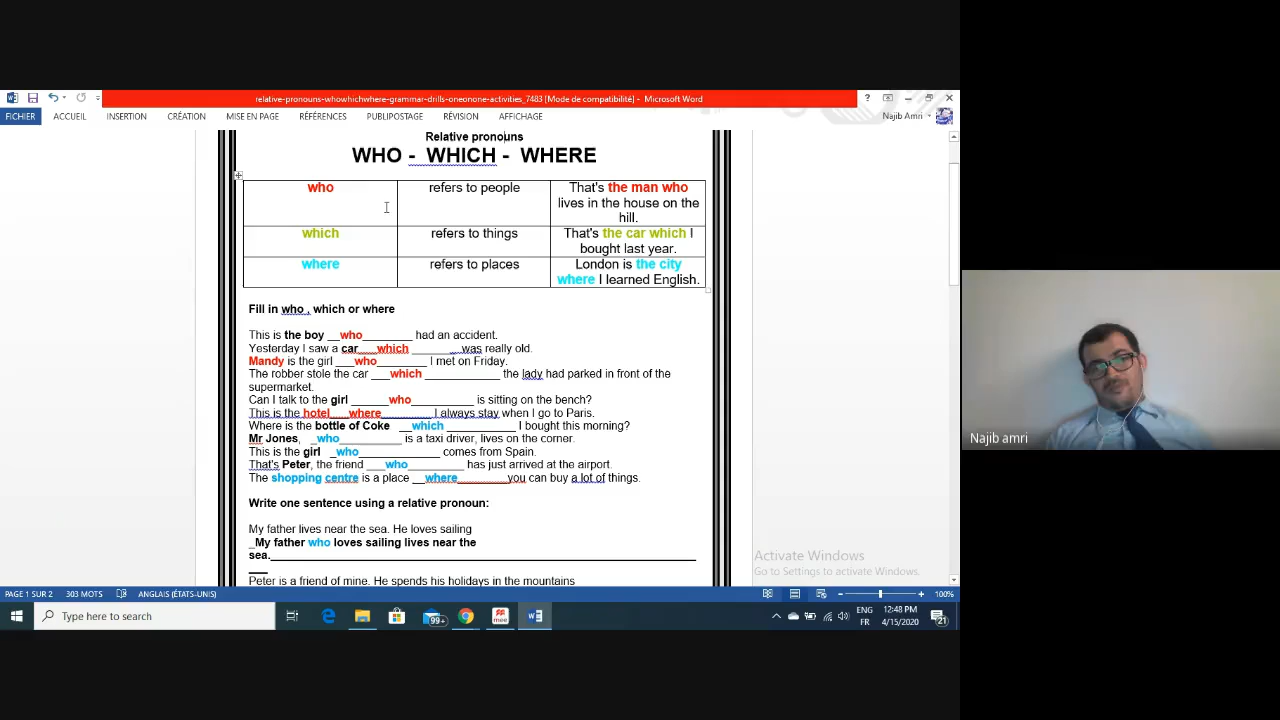 relative-pronouns-whowhichwhere-grammar-drills-oneonone-activities_7483 [Mode de compatibilité] - Microsoft Word
FICHIER ACCUEIL INSERTION CRÉATION MISE EN PAGE RÉFÉRENCES PUBLIPOSTAGE RÉVISION AFFICHAGE Najib Amri
Relative pronouns
WHO - WHICH - WHERE
who refers to people That's the man who
lives in the house on the
hill.
which refers to things That's the car which I
bought last year.
where refers to places London is the city
where I learned English.
Fill in who , which or where
This is the boy __who________ had an accident.
Yesterday I saw a car___which ________was really old.
Mandy is the girl ___who________ I met on Friday.
The robber stole the car ___which ____________ the lady had parked in front of the
supermarket.
Can I talk to the girl ______who__________ is sitting on the bench?
This is the hotel___where________ I always stay when I go to Paris.
Where is the bottle of Coke __which ___________ I bought this morning?
Mr Jones, _who__________ is a taxi driver, lives on the corner.
This is the girl _who_____________ comes from Spain.
That's Peter, the friend ___who_________ has just arrived at the airport.
The shopping centre is a place __where________you can buy a lot of things.
Write one sentence using a relative pronoun:
My father lives near the sea. He loves sailing
_My father who loves sailing lives near the
sea.______________________________________________________________________
___
Peter is a friend of mine. He spends his holidays in the mountains
Activate Windows
Go to Settings to activate Windows.
PAGE 1 SUR 2 303 MOTS ANGLAIS (ÉTATS-UNIS) 100%
Type here to search 99+ ENG 12:48 PM
FR 4/15/2020 21
Najib amri